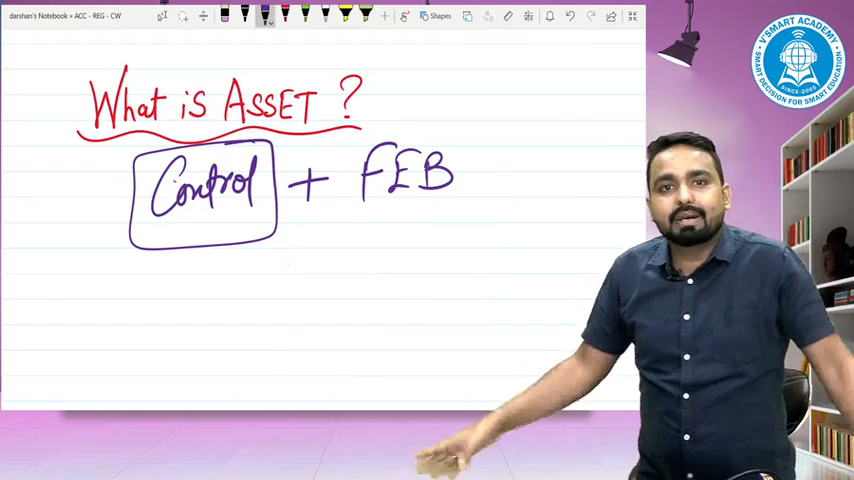 darshan's Notebook » ACC - REG - CW
Shapes
What is ASSET ?
Control + FEB
V'SMART ACADEMY
SINCE-2005
SMART DECISION FOR SMART EDUCATION